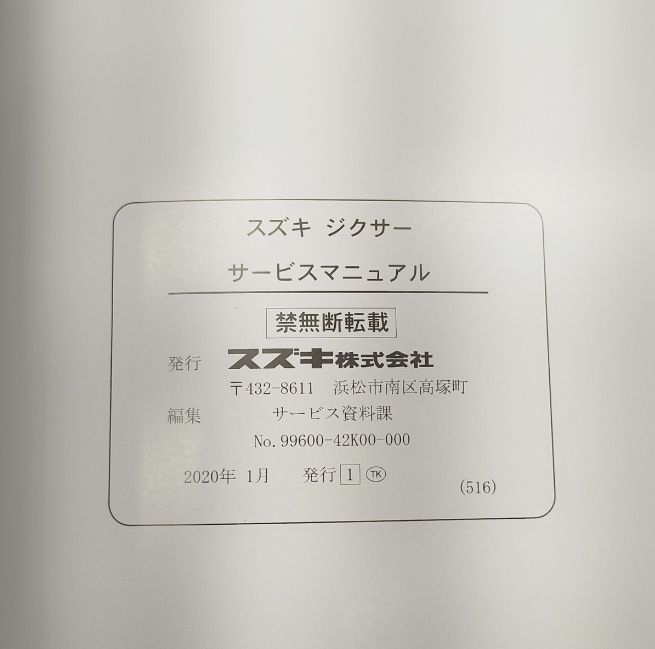 スズキ ジクサー
サービスマニュアル
禁無断転載
発行 スズキ株式会社
〒432-8611 浜松市南区高塚町
編集 サービス資料課
No. 99600-42K00-000
2020年 1月 発行 1 TK
(516)